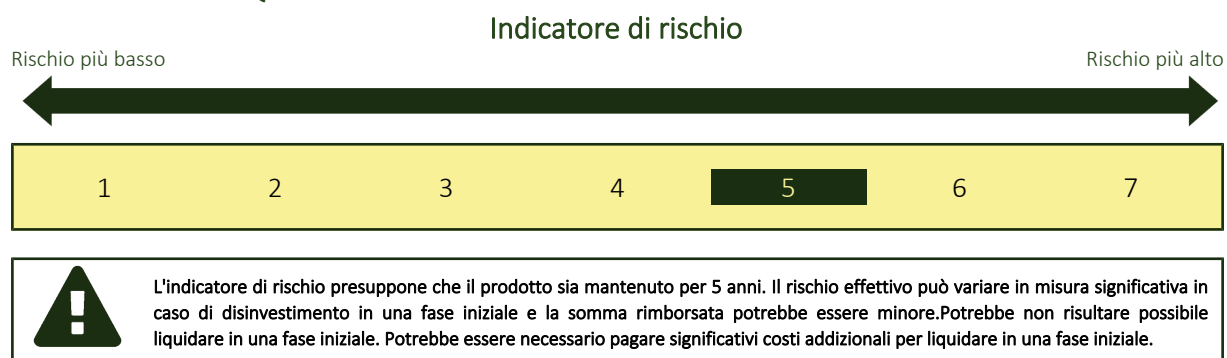 Indicatore di rischio
Rischio più basso
Rischio più alto
1 2 3 4 5 6 7
L'indicatore di rischio presuppone che il prodotto sia mantenuto per 5 anni. Il rischio effettivo può variare in misura significativa in
caso di disinvestimento in una fase iniziale e la somma rimborsata potrebbe essere minore.Potrebbe non risultare possibile
liquidare in una fase iniziale. Potrebbe essere necessario pagare significativi costi addizionali per liquidare in una fase iniziale.